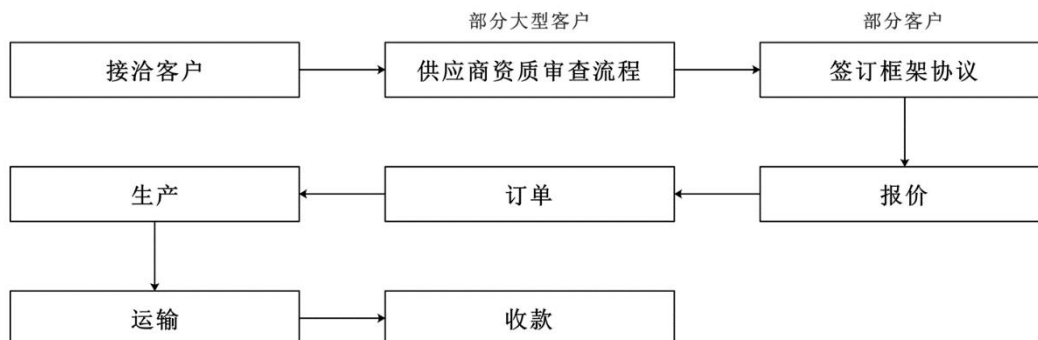 部分大型客户
部分客户
接洽客户
供应商资质审查流程
签订框架协议
报价
订单
生产
运输
收款